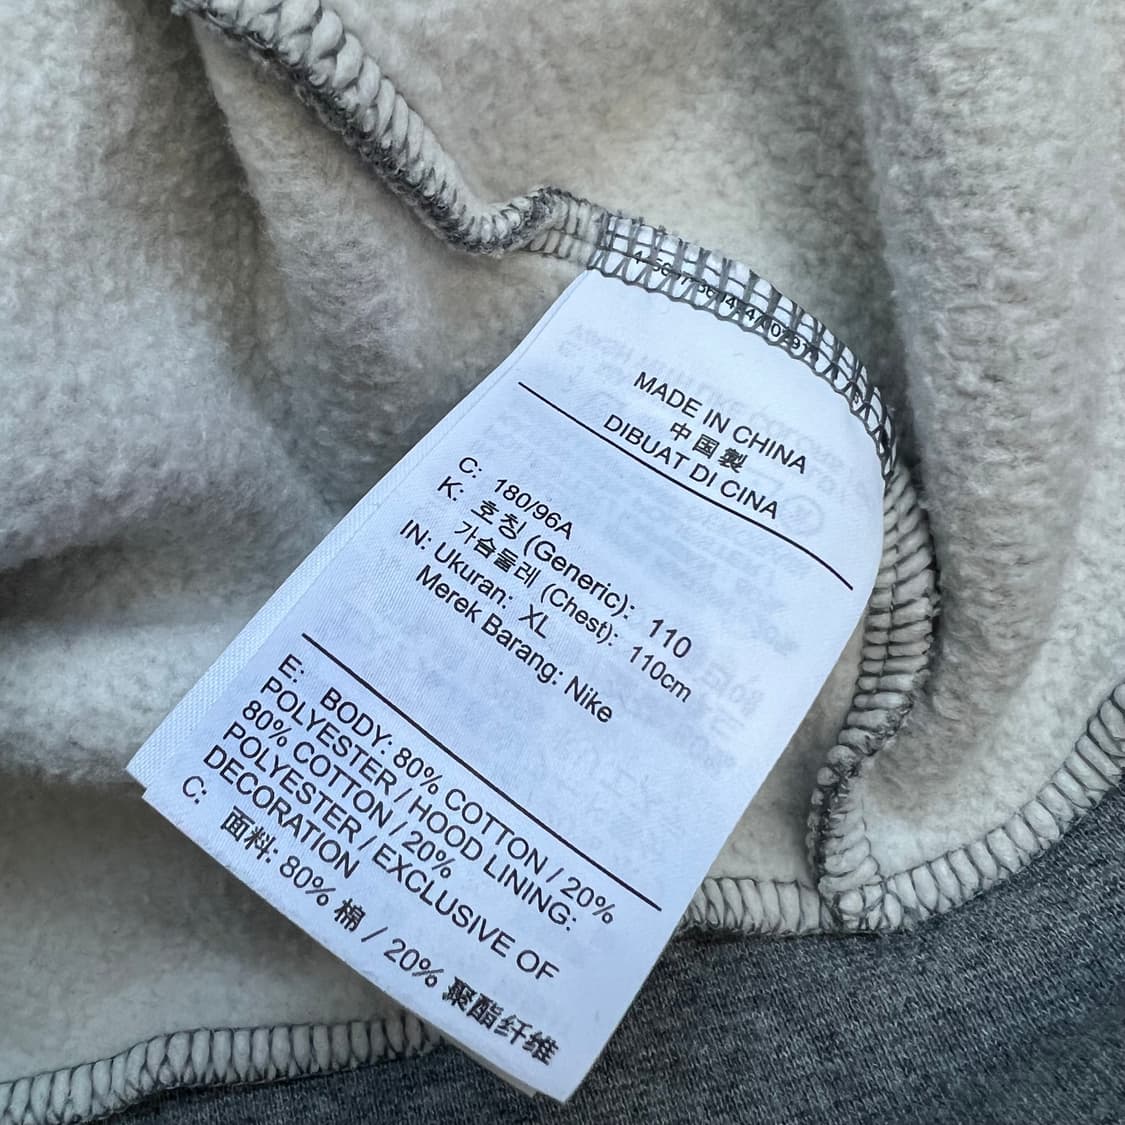 MADE IN CHINA
中国製
DIBUAT DI CINA
C: 180/96A
K: 호칭 (Generic): 110
가슴둘레 (Chest): 110cm
IN: Ukuran: XL
Merek Barang: Nike
E: BODY: 80% COTTON / 20%
POLYESTER / HOOD LINING:
80% COTTON / 20%
POLYESTER / EXCLUSIVE OF
DECORATION
C: 面料: 80% 棉 / 20% 聚酯纤维